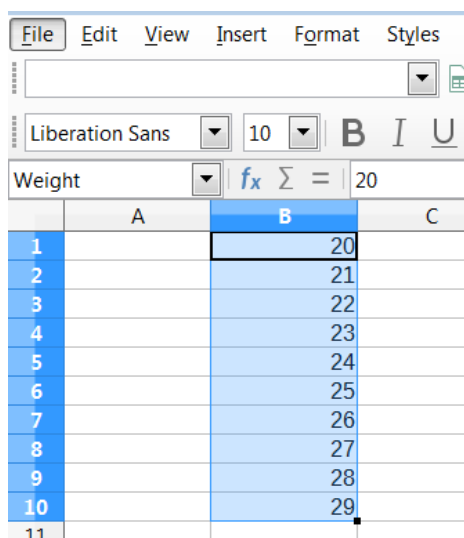 File Edit View Insert Format Styles
Liberation Sans 10 B I U
Weight fx Σ = 20
A B C
1 20
2 21
3 22
4 23
5 24
6 25
7 26
8 27
9 28
10 29
11